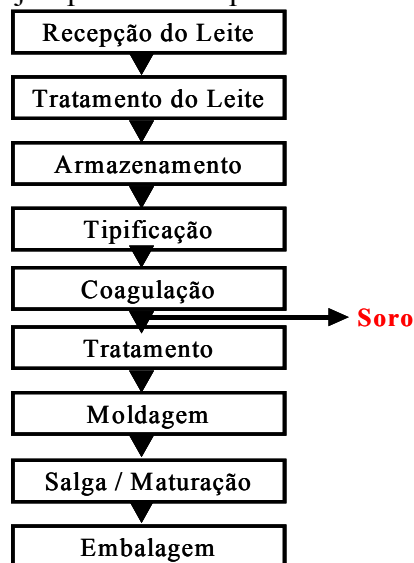 Recepção do Leite
Tratamento do Leite
Armazenamento
Tipificação
Coagulação
Soro
Tratamento
Moldagem
Salga / Maturação
Embalagem